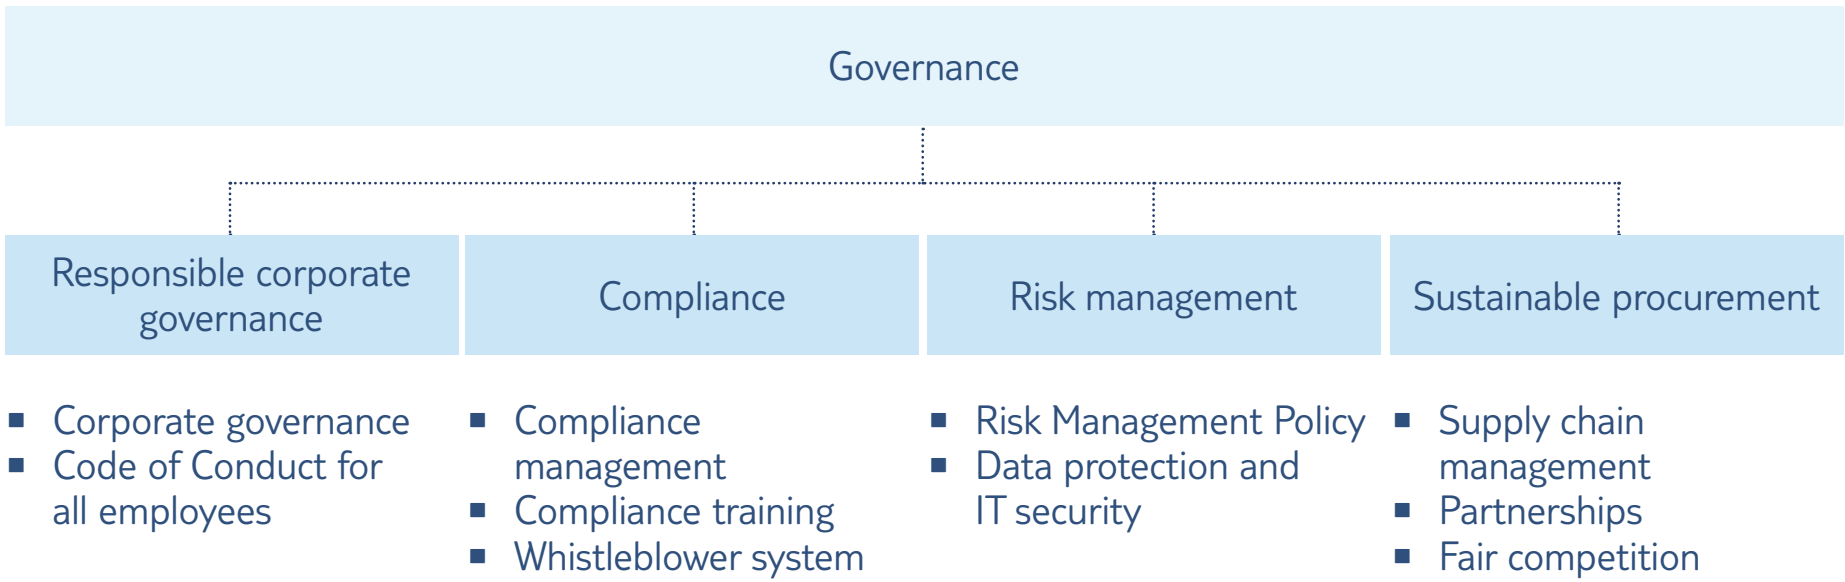 Governance
Responsible corporate
governance
Compliance
Risk management
Sustainable procurement
■ Corporate governance
■ Code of Conduct for
all employees
■ Compliance
management
■ Compliance training
■ Whistleblower system
■ Risk Management Policy
■ Data protection and
IT security
■ Supply chain
management
■ Partnerships
■ Fair competition